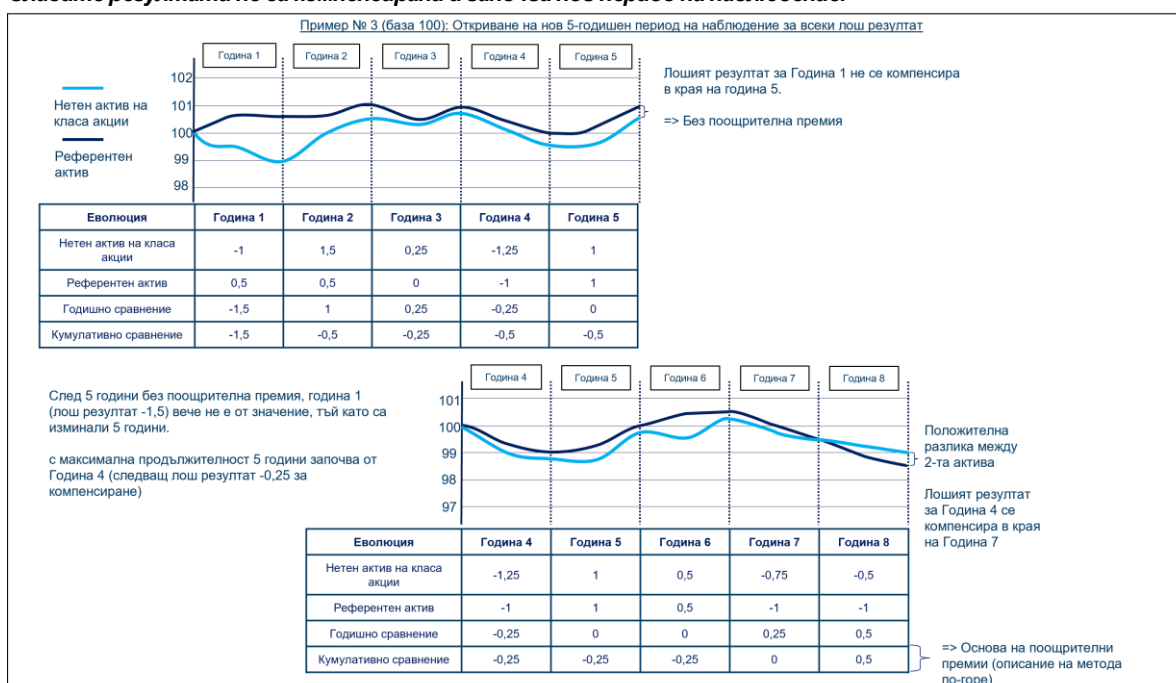 слабите резултати не са компенсирани и започва нов период на наблюдение.
Пример № 3 (база 100): Откриване на нов 5-годишен период на наблюдение за всеки лош резултат
Година 1 Година 2 Година 3 Година 4 Година 5
102
101
100
99
98
Нетен актив на
класа акции
Референтен
актив
Лошият резултат за Година 1 не се компенсира
в края на година 5.
=> Без поощрителна премия
Еволюция Година 1 Година 2 Година 3 Година 4 Година 5
Нетен актив на класа
акции -1 1,5 0,25 -1,25 1
Референтен актив 0,5 0,5 0 -1 1
Годишно сравнение -1,5 1 0,25 -0,25 0
Кумулативно сравнение -1,5 -0,5 -0,25 -0,5 -0,5
След 5 години без поощрителна премия, година 1
(лош резултат -1,5) вече не е от значение, тъй като са
изминали 5 години.
с максимална продължителност 5 години започва от
Година 4 (следващ лош резултат -0,25 за
компенсиране)
Година 4 Година 5 Година 6 Година 7 Година 8
101
100
99
98
97
Положителна
разлика между
2-та актива
Лошият резултат
за Година 4 се
компенсира в края
на Година 7
Еволюция Година 4 Година 5 Година 6 Година 7 Година 8
Нетен актив на класа
акции -1,25 1 0,5 -0,75 -0,5
Референтен актив -1 1 0,5 -1 -1
Годишно сравнение -0,25 0 0 0,25 0,5
Кумулативно сравнение -0,25 -0,25 -0,25 0 0,5
=> Основа на поощрителни
премии (описание на метода
по-горе)